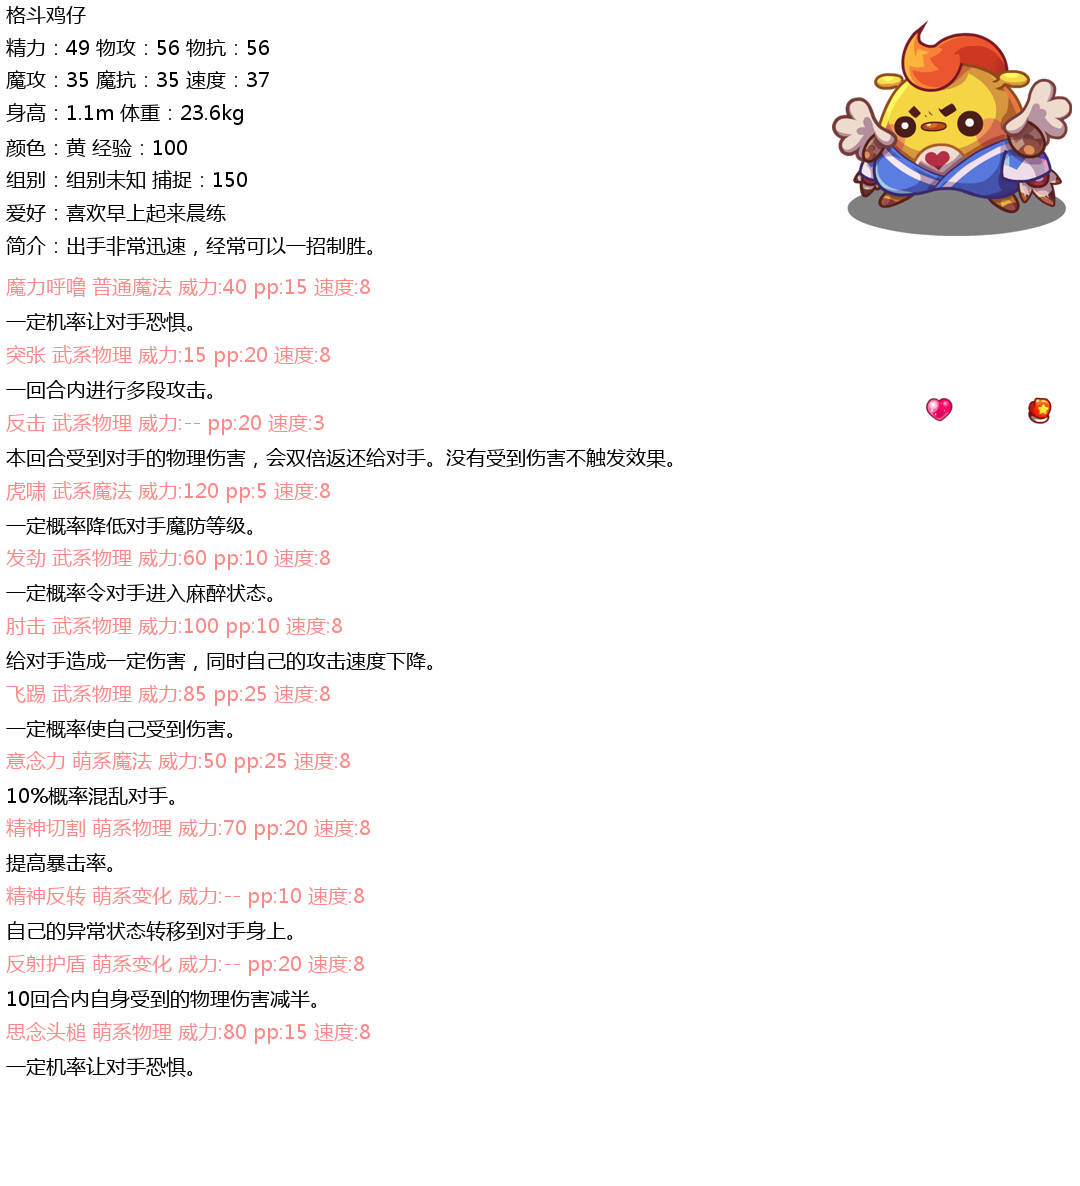 格斗鸡仔
精力：49 物攻：56 物抗：56
魔攻：35 魔抗：35 速度：37
身高：1.1m 体重：23.6kg
颜色：黄 经验：100
组别：组别未知 捕捉：150
爱好：喜欢早上起来晨练
简介：出手非常迅速，经常可以一招制胜。
魔力呼噜 普通魔法 威力:40 pp:15 速度:8
一定机率让对手恐惧。
突张 武系物理 威力:15 pp:20 速度:8
一回合内进行多段攻击。
反击 武系物理 威力:-- pp:20 速度:3
本回合受到对手的物理伤害，会双倍返还给对手。没有受到伤害不触发效果。
虎啸 武系魔法 威力:120 pp:5 速度:8
一定概率降低对手魔防等级。
发劲 武系物理 威力:60 pp:10 速度:8
一定概率令对手进入麻醉状态。
肘击 武系物理 威力:100 pp:10 速度:8
给对手造成一定伤害，同时自己的攻击速度下降。
飞踢 武系物理 威力:85 pp:25 速度:8
一定概率使自己受到伤害。
意念力 萌系魔法 威力:50 pp:25 速度:8
10%概率混乱对手。
精神切割 萌系物理 威力:70 pp:20 速度:8
提高暴击率。
精神反转 萌系变化 威力:-- pp:10 速度:8
自己的异常状态转移到对手身上。
反射护盾 萌系变化 威力:-- pp:20 速度:8
10回合内自身受到的物理伤害减半。
思念头槌 萌系物理 威力:80 pp:15 速度:8
一定机率让对手恐惧。